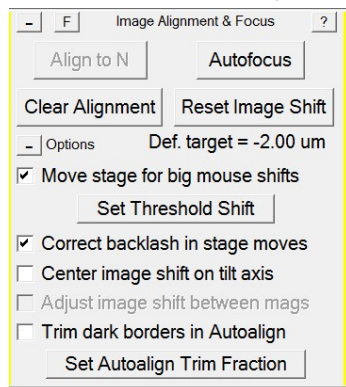 - F Image Alignment & Focus ?
Align to N Autofocus
Clear Alignment Reset Image Shift
- Options Def. target = -2.00 um
Move stage for big mouse shifts
Set Threshold Shift
Correct backlash in stage moves
Center image shift on tilt axis
Adjust image shift between mags
Trim dark borders in Autoalign
Set Autoalign Trim Fraction